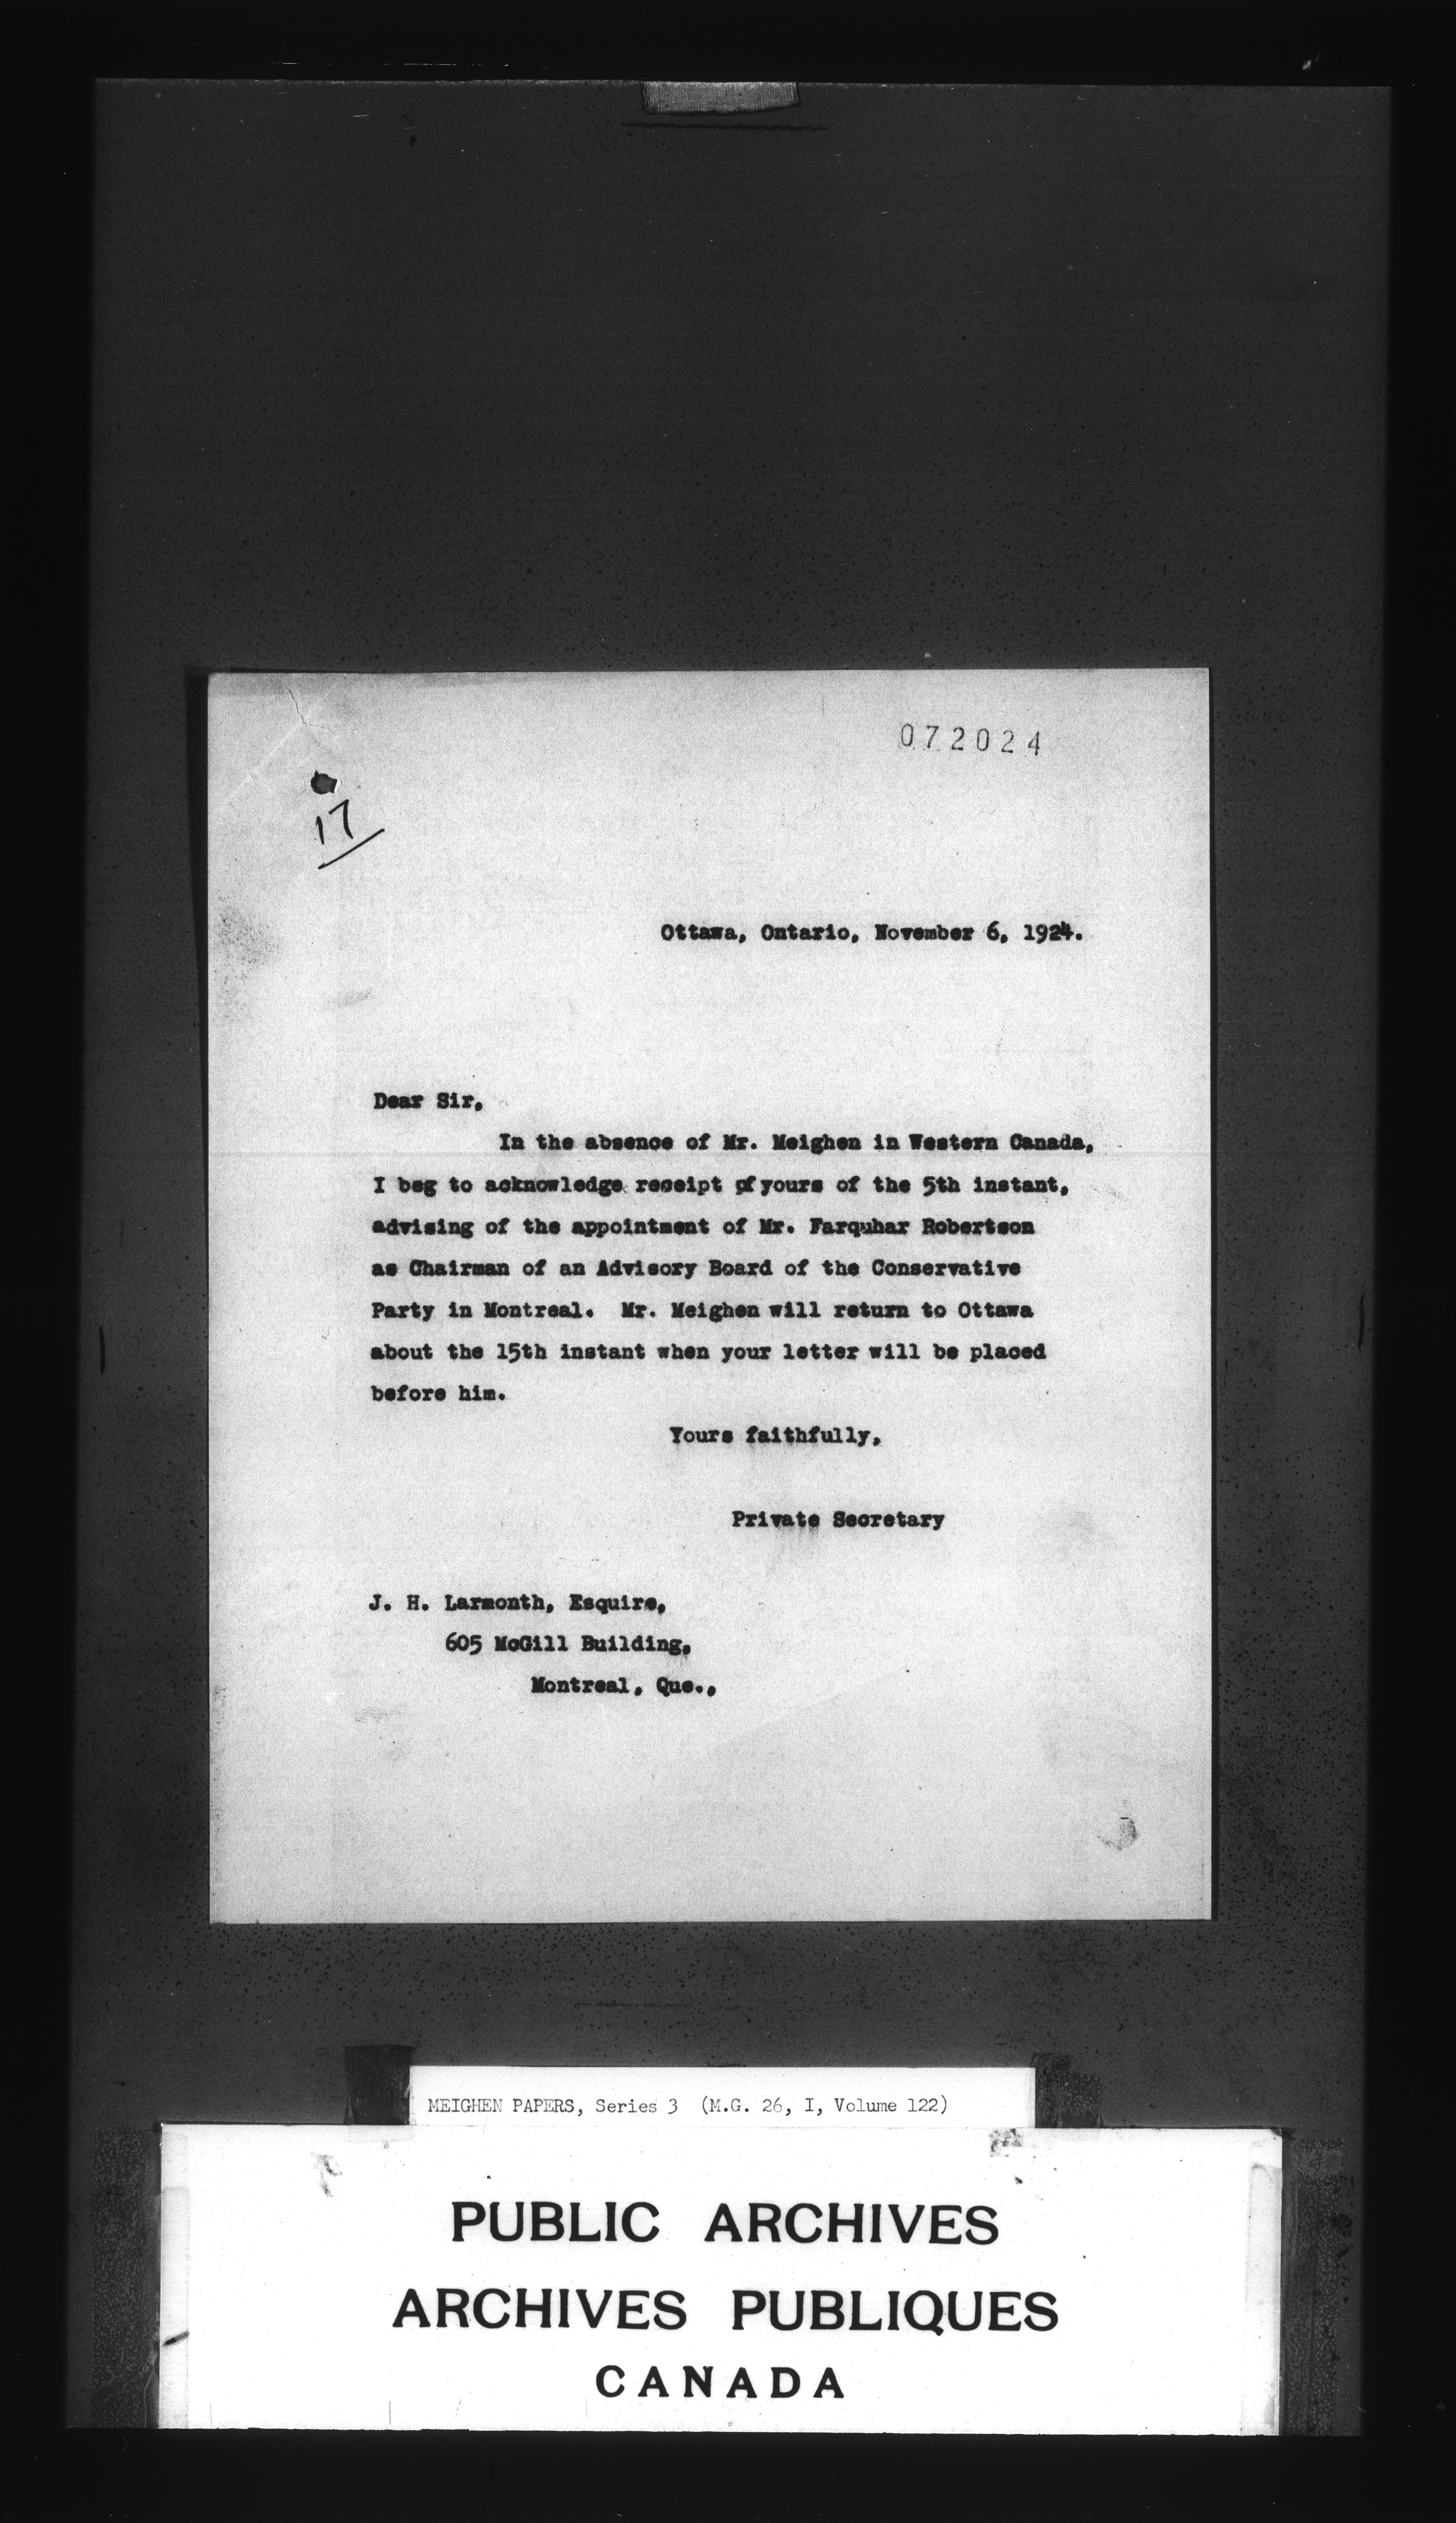 072024
17
Ottawa, Ontario, November 6, 1924.
Dear Sir,
In the absence of Mr. Meighen in Western Canada,
I beg to acknowledge receipt of yours of the 5th instant,
advising of the appointment of Mr. Farquhar Robertson
as Chairman of an Advisory Board of the Conservative
Party in Montreal. Mr. Meighen will return to Ottawa
about the 15th instant when your letter will be placed
before him.
Yours faithfully,
Private Secretary
J. H. Larmonth, Esquire,
605 McGill Building,
Montreal, Que.,
MEIGHEN PAPERS, Series 3 (M.G. 26, I, Volume 122)
PUBLIC ARCHIVES
ARCHIVES PUBLIQUES
CANADA